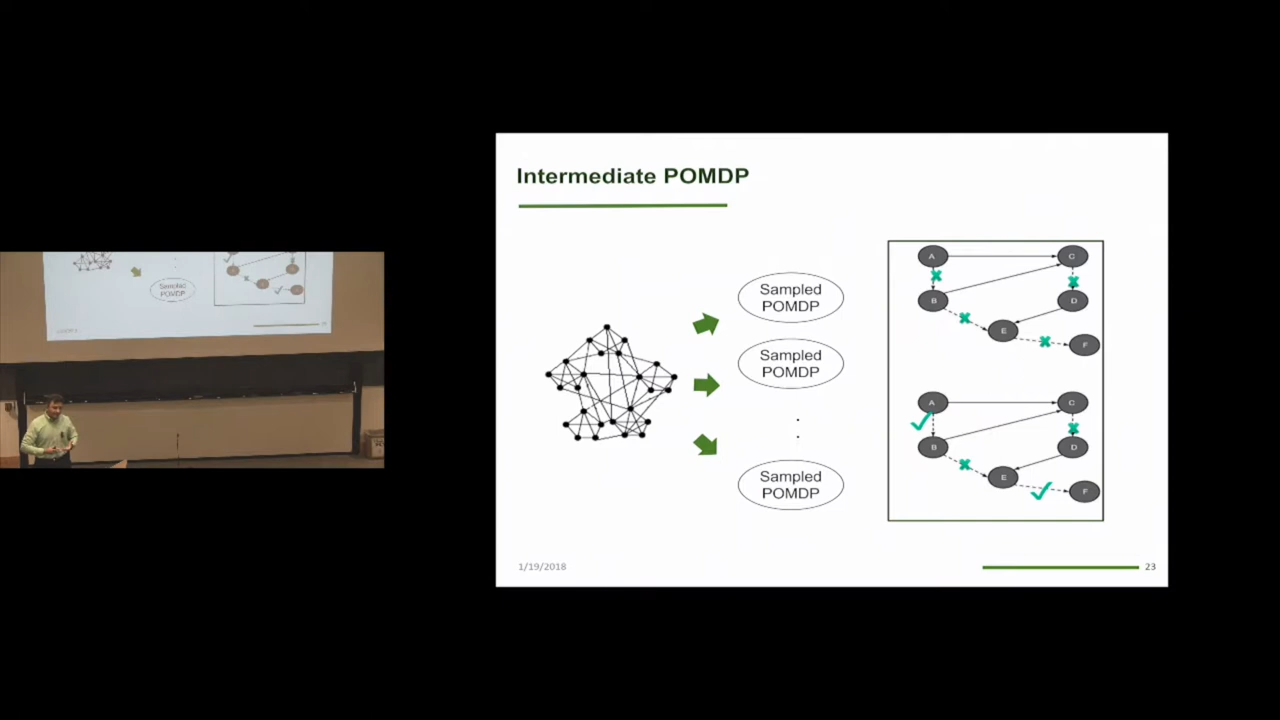 Intermediate POMDP
Sampled
POMDP
Sampled
POMDP
Sampled
POMDP
A
C
B
D
E
F
A
C
B
D
E
F
1/19/2018
23
Sampled
POMDP